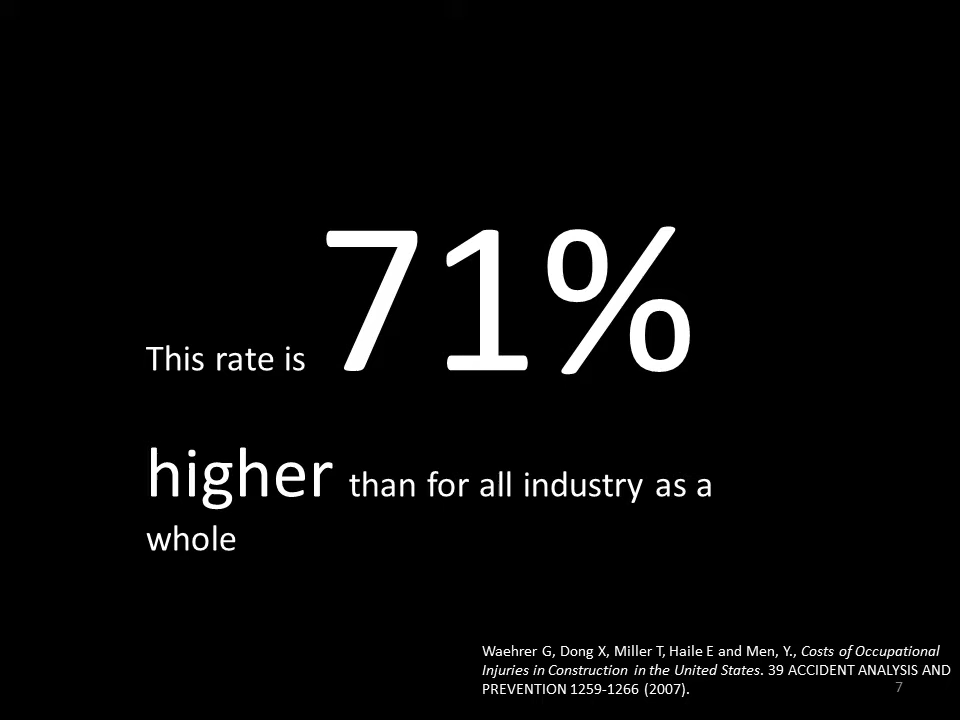 This rate is 71%
higher than for all industry as a
whole
Waehrer G, Dong X, Miller T, Haile E and Men, Y., Costs of Occupational
Injuries in Construction in the United States. 39 ACCIDENT ANALYSIS AND
PREVENTION 1259-1266 (2007).
7